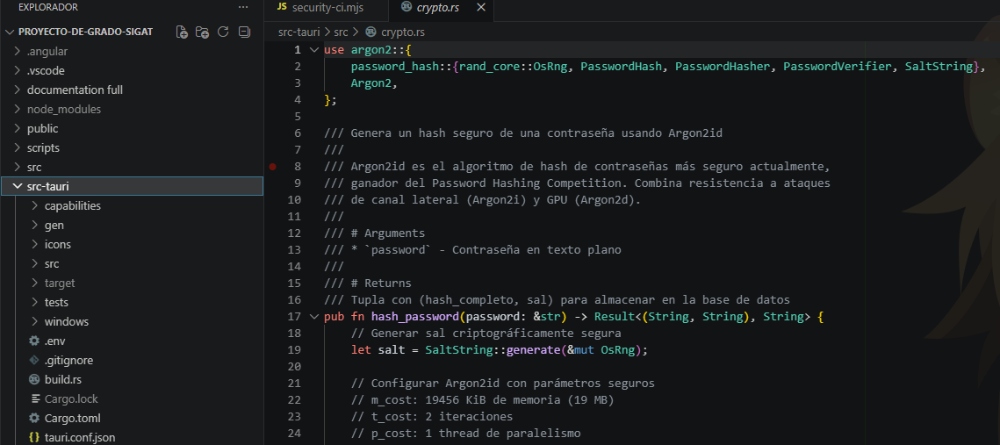 EXPLORADOR ···
PROYECTO-DE-GRADO-SIGAT
.angular
.vscode
documentation full
node_modules
public
scripts
src
src-tauri
capabilities
gen
icons
src
target
tests
windows
.env
.gitignore
build.rs
Cargo.lock
Cargo.toml
{} tauri.conf.json
JS security-ci.mjs
crypto.rs
src-tauri > src > crypto.rs
1 use argon2::{
2 password_hash::{rand_core::OsRng, PasswordHash, PasswordHasher, PasswordVerifier, SaltString},
3 Argon2,
4 };
5
6 /// Genera un hash seguro de una contraseña usando Argon2id
7 ///
8 /// Argon2id es el algoritmo de hash de contraseñas más seguro actualmente,
9 /// ganador del Password Hashing Competition. Combina resistencia a ataques
10 /// de canal lateral (Argon2i) y GPU (Argon2d).
11 ///
12 /// # Arguments
13 /// * `password` - Contraseña en texto plano
14 ///
15 /// # Returns
16 /// Tupla con (hash_completo, sal) para almacenar en la base de datos
17 pub fn hash_password(password: &str) -> Result<(String, String), String> {
18 // Generar sal criptográficamente segura
19 let salt = SaltString::generate(&mut OsRng);
20
21 // Configurar Argon2id con parámetros seguros
22 // m_cost: 19456 KiB de memoria (19 MB)
23 // t_cost: 2 iteraciones
24 // p_cost: 1 thread de paralelismo